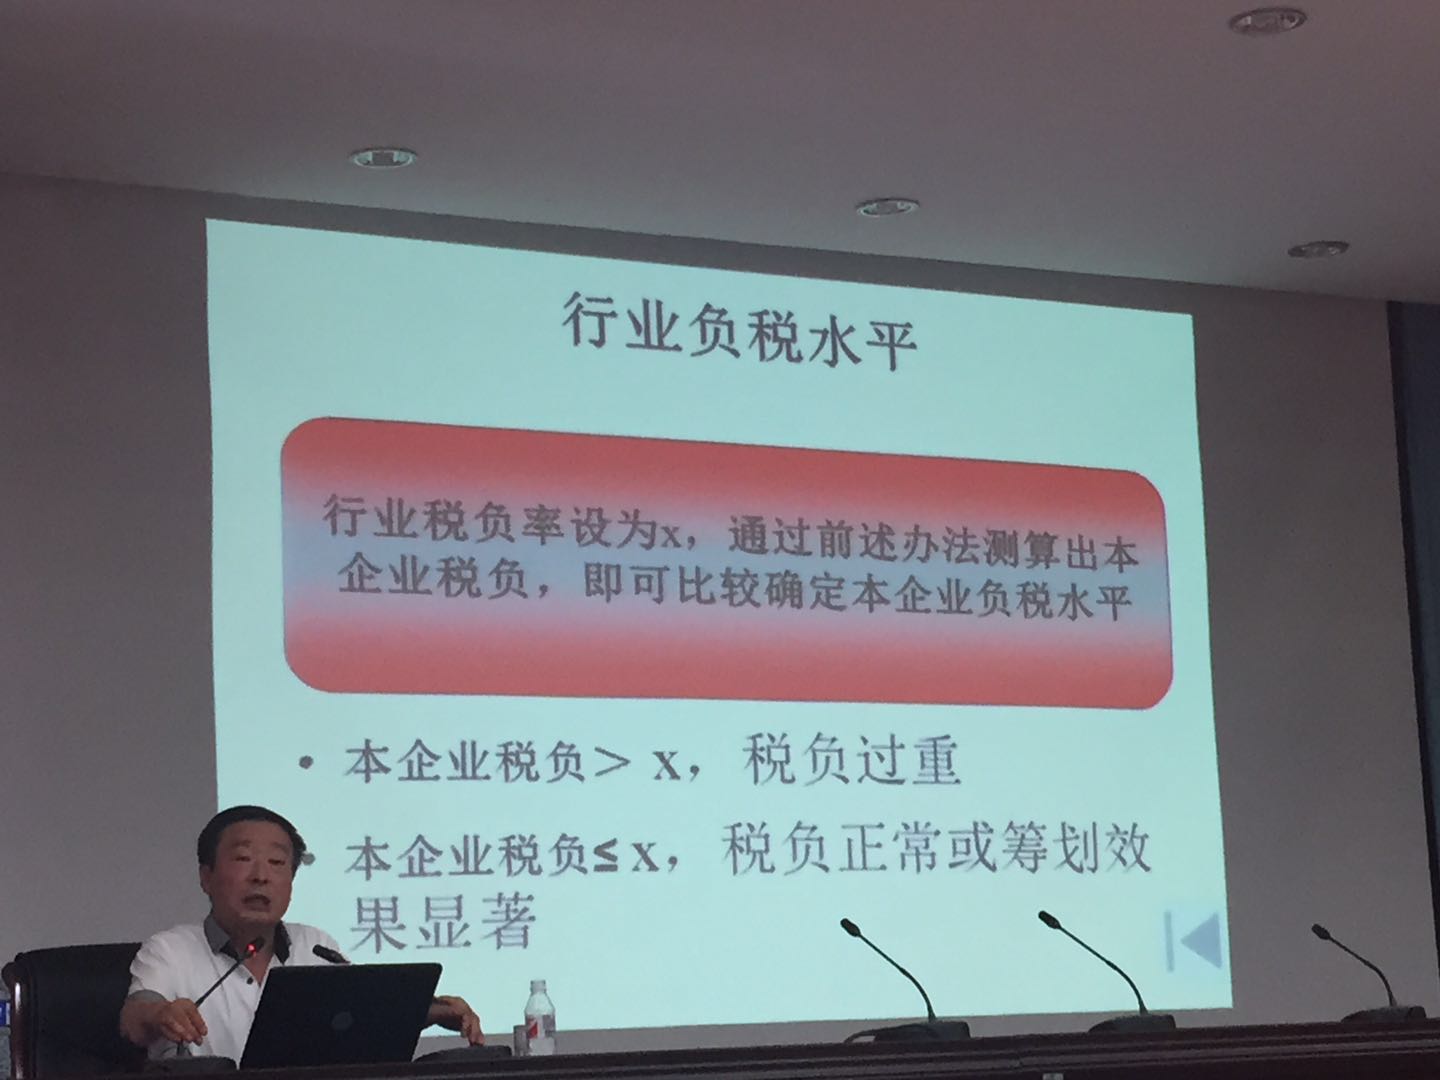 行业负税水平
行业税负率设为x，通过前述办法测算出本
企业税负，即可比较确定本企业负税水平
• 本企业税负＞ x，税负过重
• 本企业税负≤ x，税负正常或筹划效
果显著